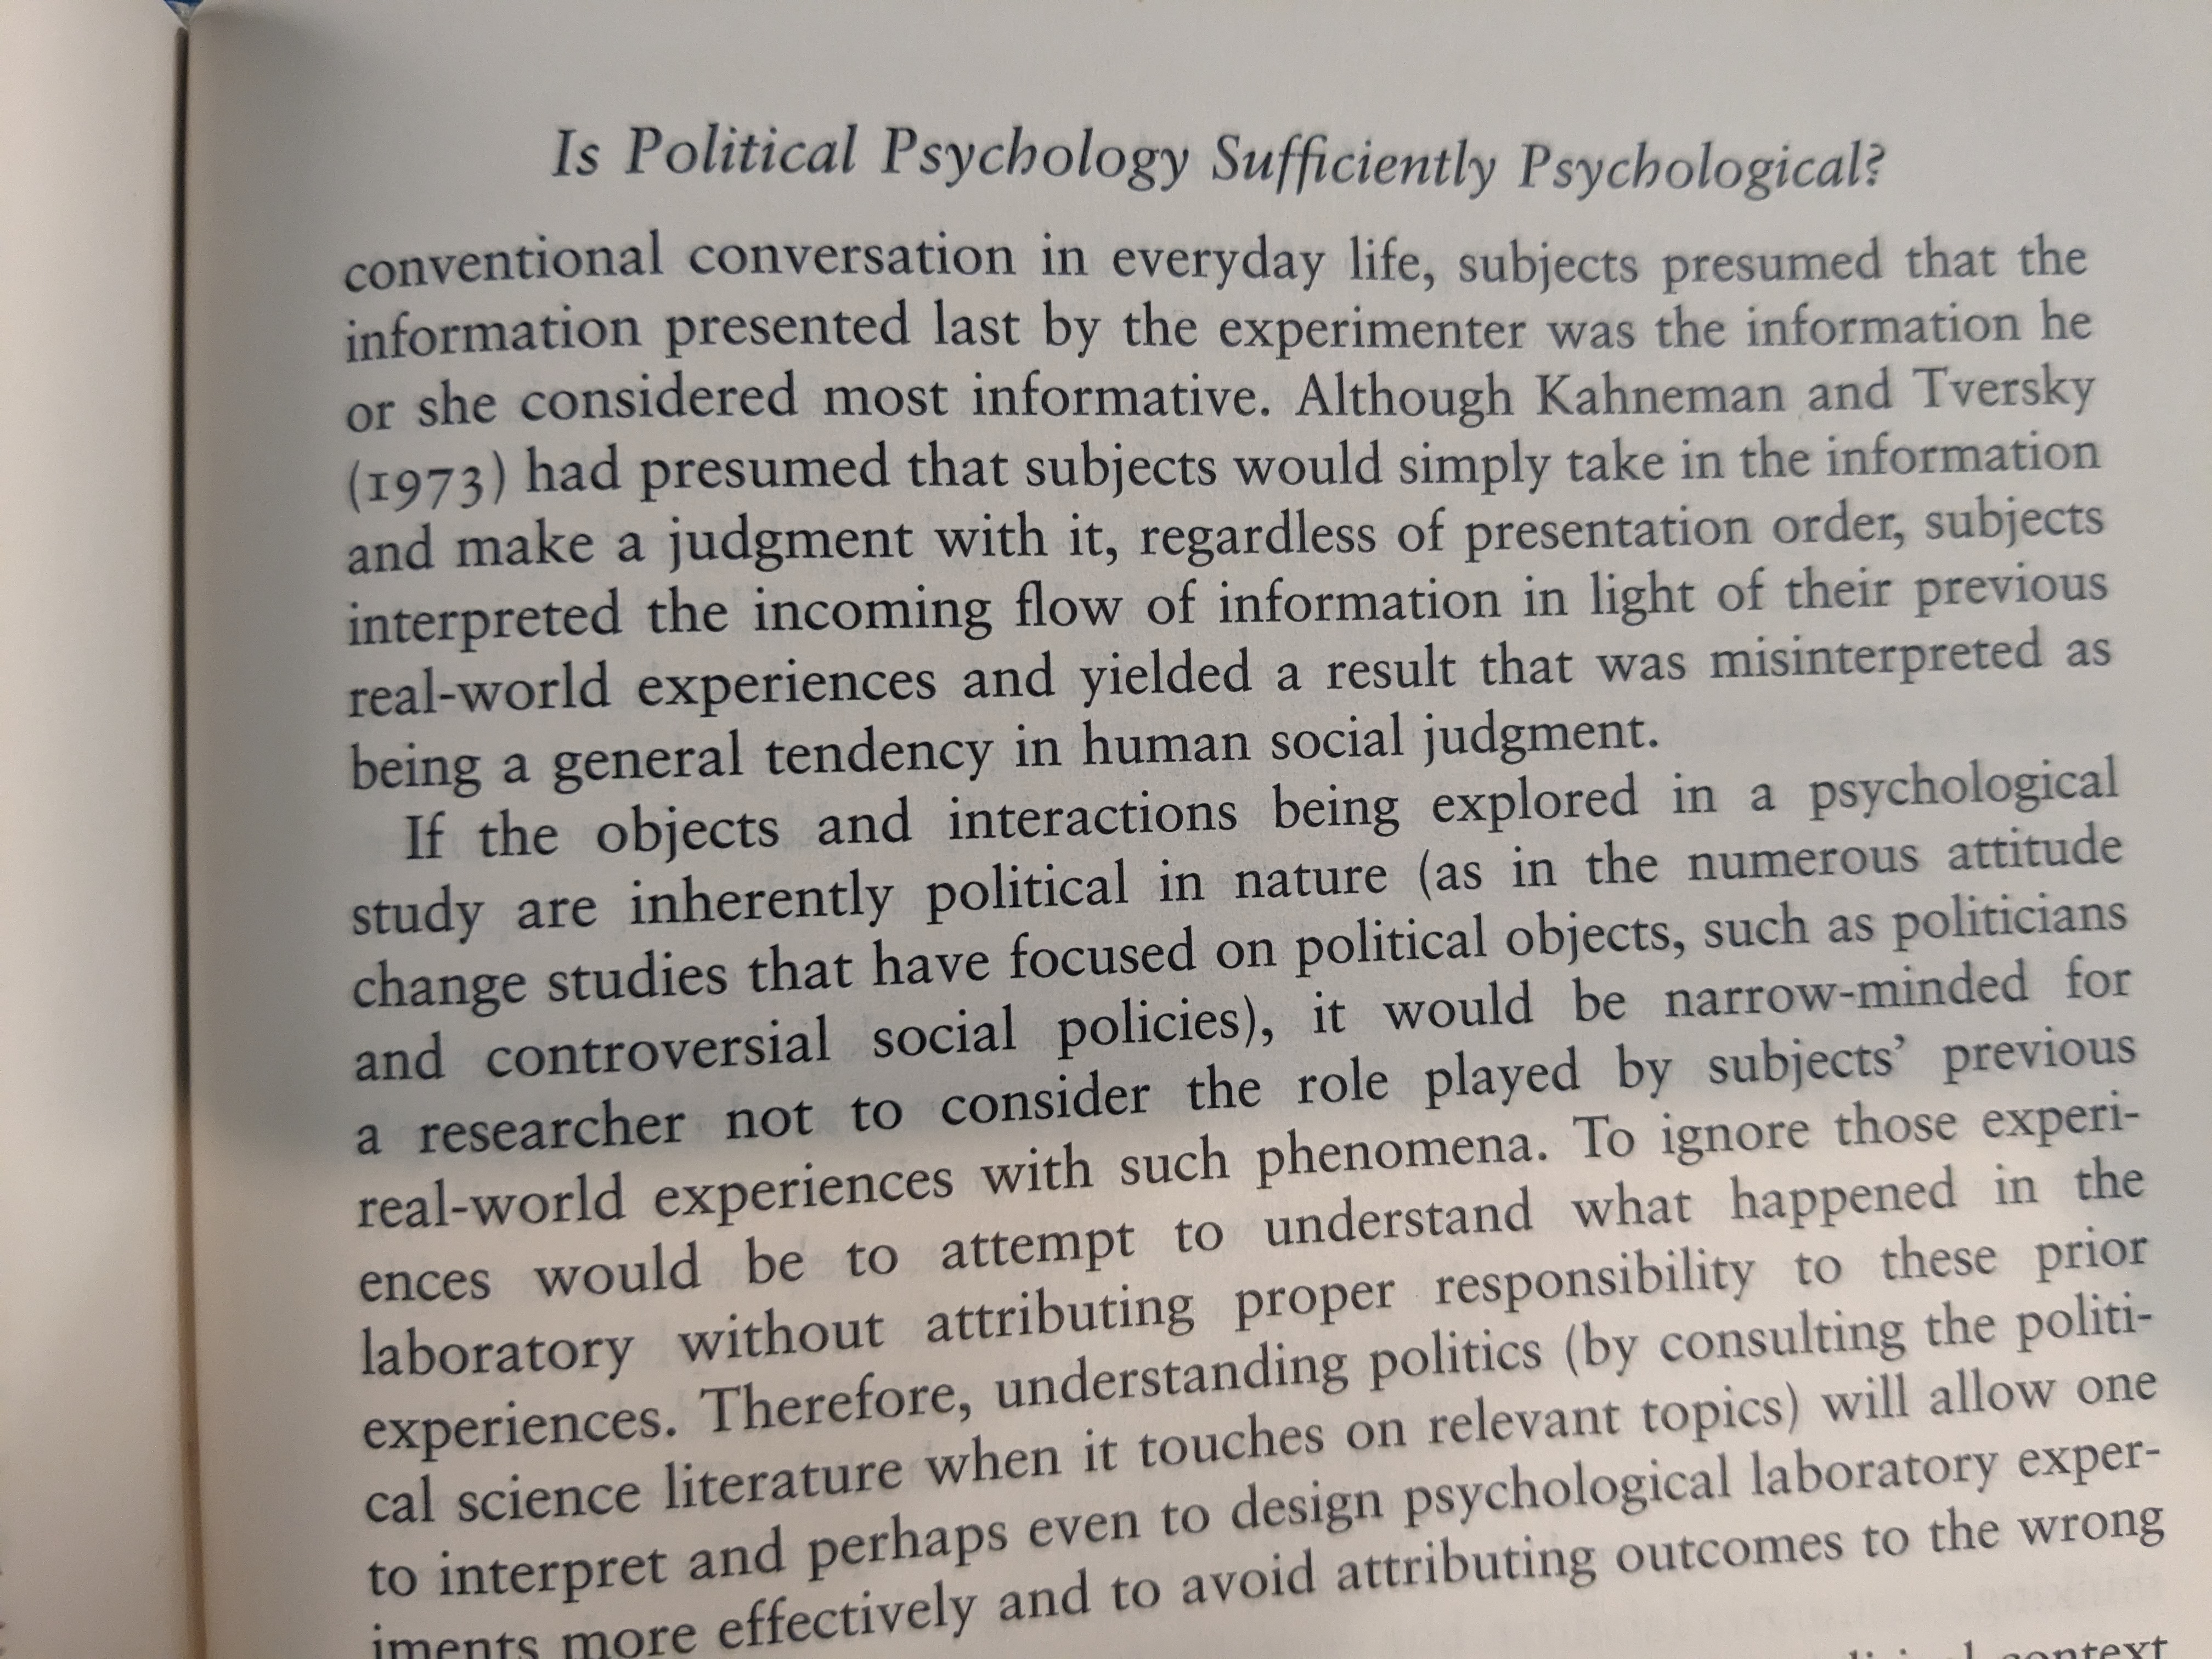 Is Political Psychology Sufficiently Psychological?
conventional conversation in everyday life, subjects presumed that the
information presented last by the experimenter was the information he
or she considered most informative. Although Kahneman and Tversky
(1973) had presumed that subjects would simply take in the information
and make a judgment with it, regardless of presentation order, subjects
interpreted the incoming flow of information in light of their previous
real-world experiences and yielded a result that was misinterpreted as
being a general tendency in human social judgment.
If the objects and interactions being explored in a psychological
study are inherently political in nature (as in the numerous attitude
change studies that have focused on political objects, such as politicians
and controversial social policies), it would be narrow-minded for
a researcher not to consider the role played by subjects' previous
real-world experiences with such phenomena. To ignore those experi-
ences would be to attempt to understand what happened in the
laboratory without attributing proper responsibility to these prior
experiences. Therefore, understanding politics (by consulting the politi-
cal science literature when it touches on relevant topics) will allow one
to interpret and perhaps even to design psychological laboratory exper-
iments more effectively and to avoid attributing outcomes to the wrong
context